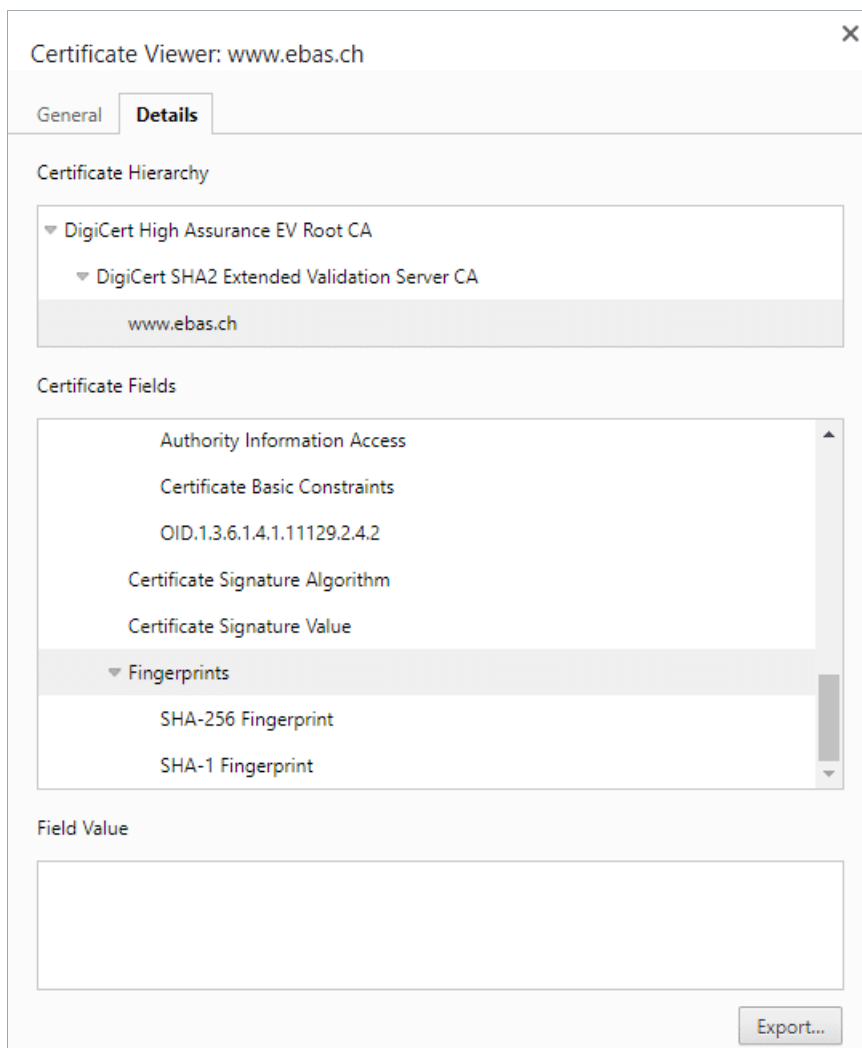 Certificate Viewer: www.ebas.ch
General Details
Certificate Hierarchy
DigiCert High Assurance EV Root CA
DigiCert SHA2 Extended Validation Server CA
www.ebas.ch
Certificate Fields
Authority Information Access
Certificate Basic Constraints
OID.1.3.6.1.4.1.11129.2.4.2
Certificate Signature Algorithm
Certificate Signature Value
Fingerprints
SHA-256 Fingerprint
SHA-1 Fingerprint
Field Value
Export...